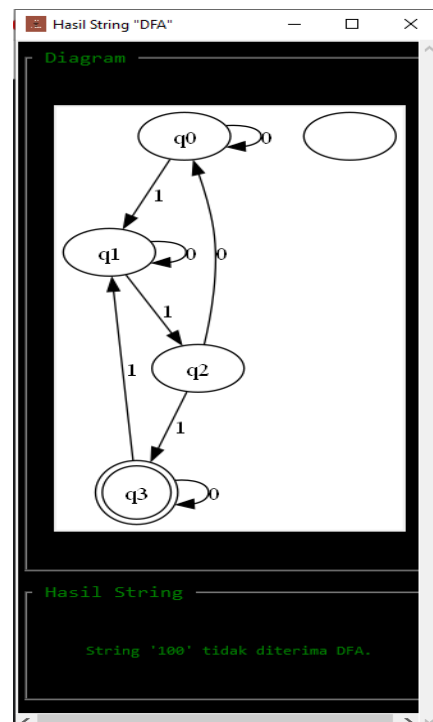 Hasil String "DFA"
Diagram
q0
0
1
q1
0
0
1
q2
1
1
q3
0
Hasil String
String '100' tidak diterima DFA.